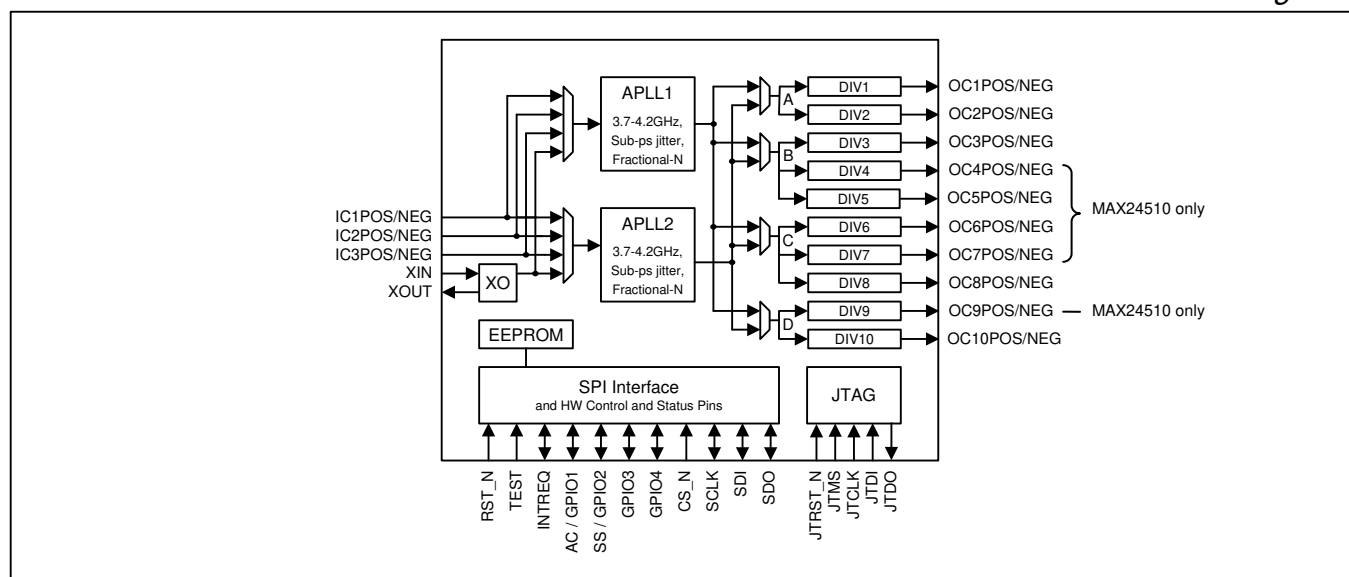 APLL1
3.7-4.2GHz,
Sub-ps jitter,
Fractional-N
APLL2
3.7-4.2GHz,
Sub-ps jitter,
Fractional-N
IC1POS/NEG
IC2POS/NEG
IC3POS/NEG
XIN
XOUT
XO
A
B
C
D
DIV1
DIV2
DIV3
DIV4
DIV5
DIV6
DIV7
DIV8
DIV9
DIV10
OC1POS/NEG
OC2POS/NEG
OC3POS/NEG
OC4POS/NEG
OC5POS/NEG
OC6POS/NEG
OC7POS/NEG
OC8POS/NEG
OC9POS/NEG
OC10POS/NEG
MAX24510 only
MAX24510 only
EEPROM
SPI Interface
and HW Control and Status Pins
JTAG
RST_N
TEST
INTREQ
AC / GPIO1
SS / GPIO2
GPIO3
GPIO4
CS_N
SCLK
SDI
SDO
JTRST_N
JTMS
JTCLK
JTDI
JTDO